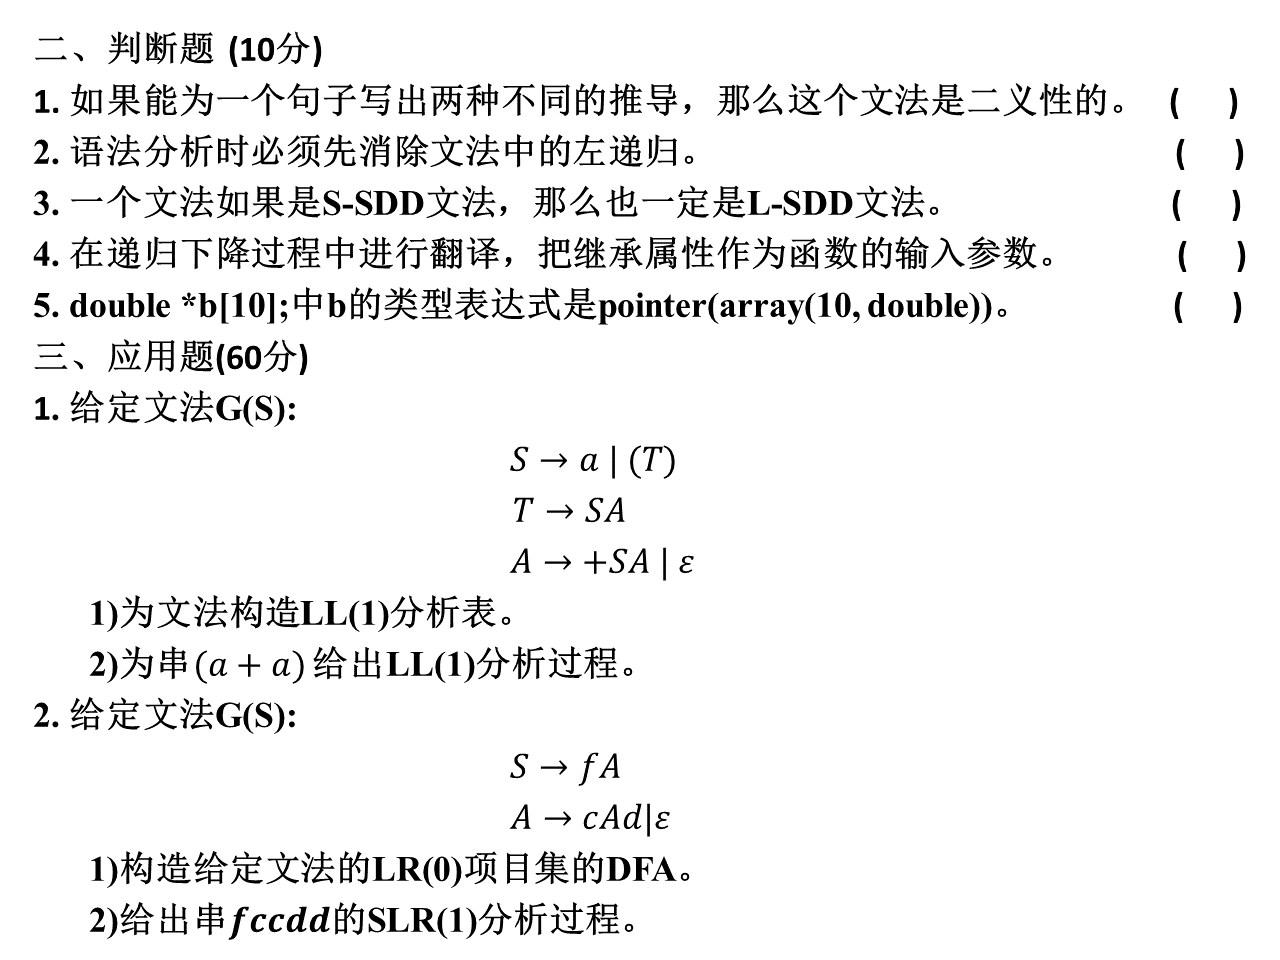 二、判断题 (10分)
1. 如果能为一个句子写出两种不同的推导，那么这个文法是二义性的。 ( )
2. 语法分析时必须先消除文法中的左递归。 ( )
3. 一个文法如果是S-SDD文法，那么也一定是L-SDD文法。 ( )
4. 在递归下降过程中进行翻译，把继承属性作为函数的输入参数。 ( )
5. double *b[10];中b的类型表达式是pointer(array(10, double))。 ( )
三、应用题(60分)
1. 给定文法G(S):
S → a | (T)
T → SA
A → +SA | ε
1)为文法构造LL(1)分析表。
2)为串(a + a) 给出LL(1)分析过程。
2. 给定文法G(S):
S → fA
A → cAd|ε
1)构造给定文法的LR(0)项目集的DFA。
2)给出串fccdd的SLR(1)分析过程。